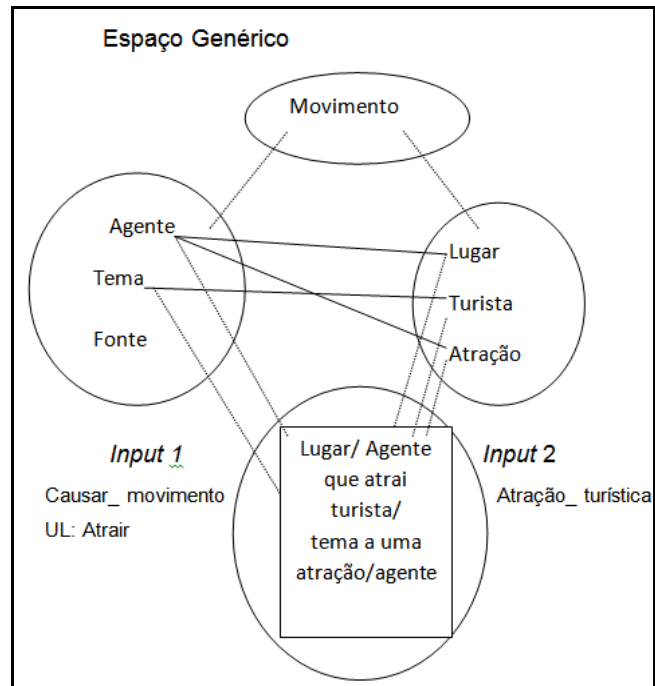 Espaço Genérico
Movimento
Agente
Tema
Fonte
Lugar
Turista
Atração
Input 1
Causar_ movimento
UL: Atrair
Lugar/ Agente
que atrai
turista/
tema a uma
atração/agente
Input 2
Atração_ turística